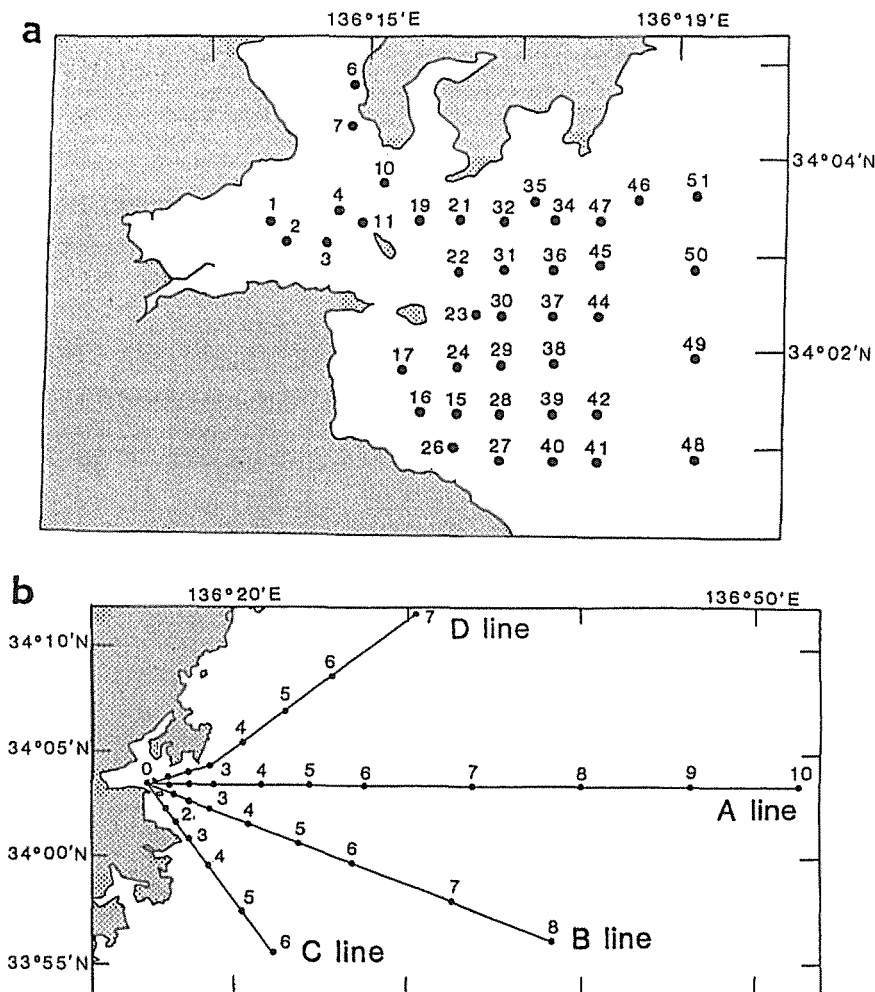 a
136°15′E 136°19′E
6
7
34°04′N
10
35 46 51
1 4 19 21 32 34 47
2 11
3
22 31 36 45 50
23 30 37 44
34°02′N
17 24 29 38 49
16 15 28 39 42
26 27 40 41 48
b
136°20′E 136°50′E
34°10′N
7 D line
6
5
4
34°05′N
0 3 4 5 6 7 8 9 10
A line
3
2 4
3 5
34°00′N
4 6
7
5
8 B line
6 C line
33°55′N